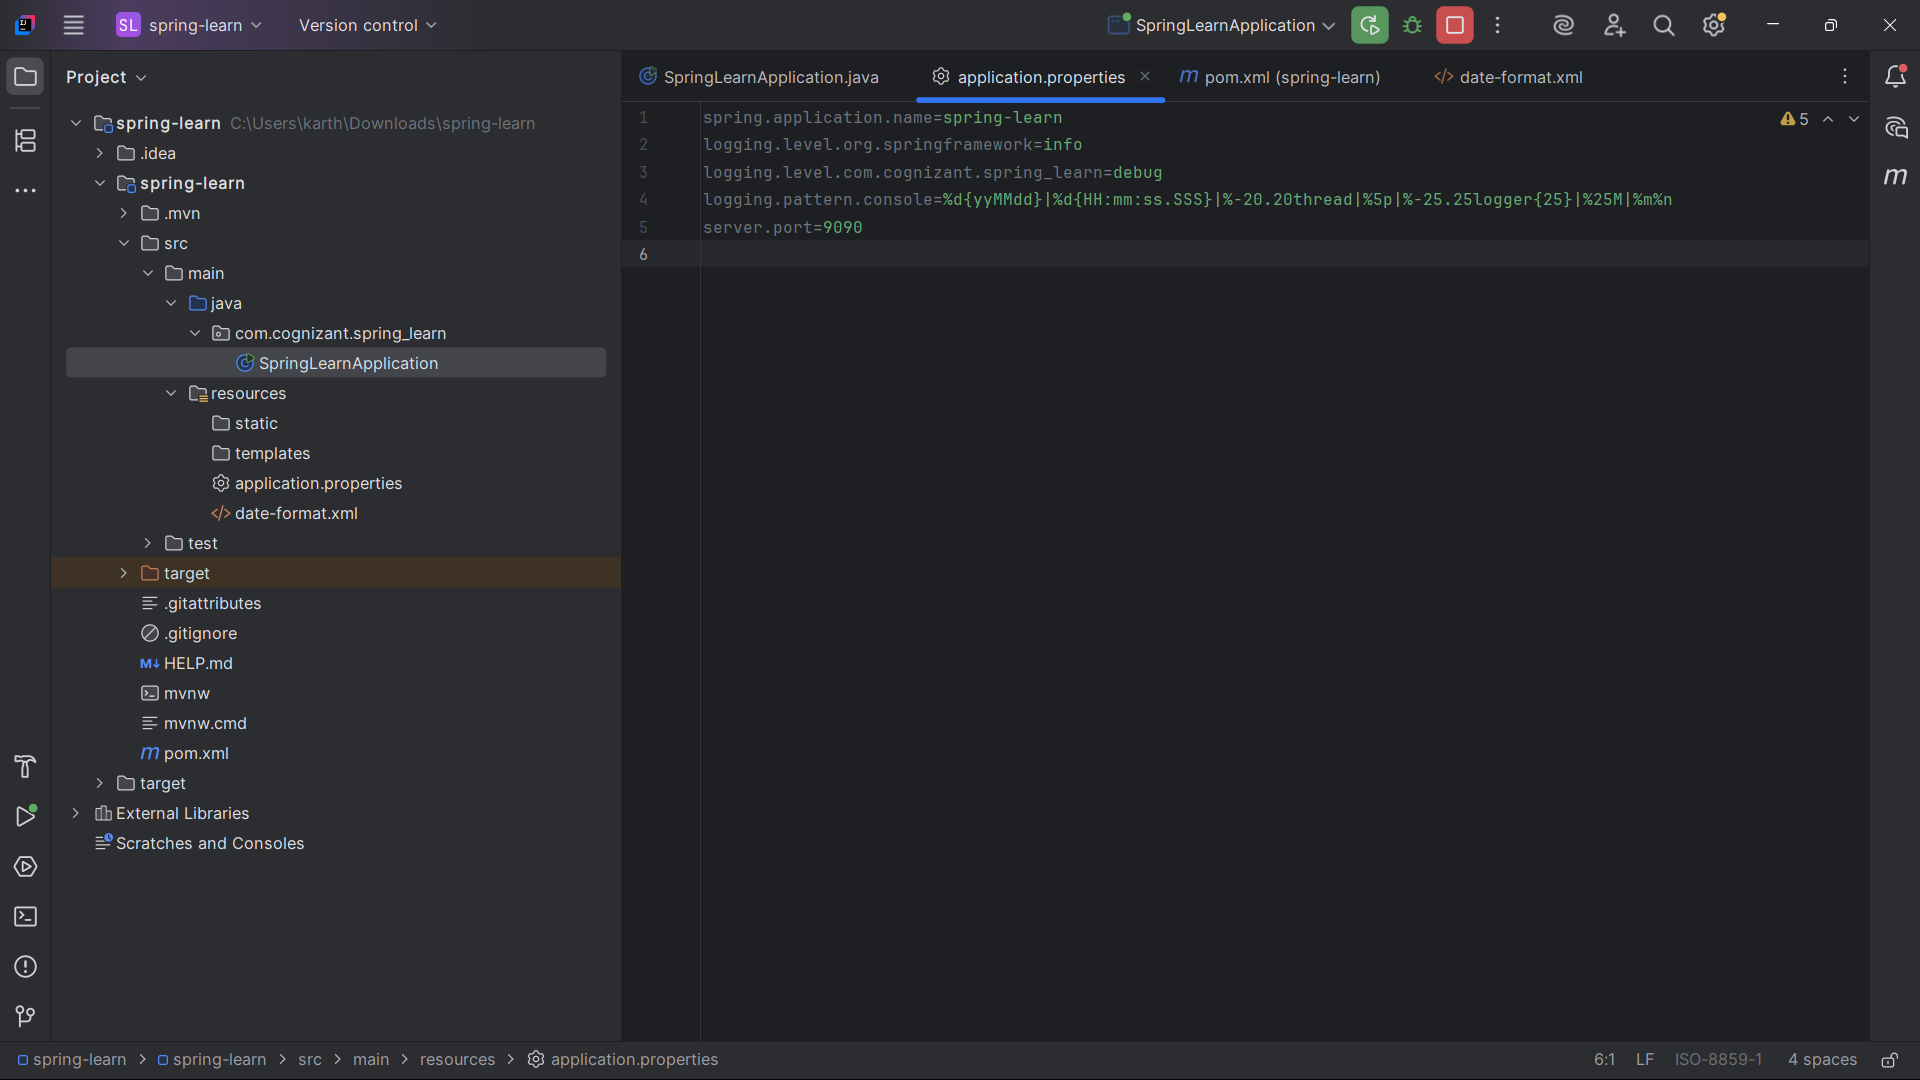 SL spring-learn Version control SpringLearnApplication
Project
spring-learn C:\Users\karth\Downloads\spring-learn
.idea
spring-learn
.mvn
src
main
java
com.cognizant.spring_learn
SpringLearnApplication
resources
static
templates
application.properties
date-format.xml
test
target
.gitattributes
.gitignore
M↓ HELP.md
mvnw
mvnw.cmd
m pom.xml
target
External Libraries
Scratches and Consoles
SpringLearnApplication.java application.properties m pom.xml (spring-learn) </> date-format.xml
1 spring.application.name=spring-learn
2 logging.level.org.springframework=info
3 logging.level.com.cognizant.spring_learn=debug
4 logging.pattern.console=%d{yyMMdd}|%d{HH:mm:ss.SSS}|%-20.20thread|%5p|%-25.25logger{25}|%25M|%m%n
5 server.port=9090
6
5
m
spring-learn > spring-learn > src > main > resources > application.properties
6:1 LF ISO-8859-1 4 spaces